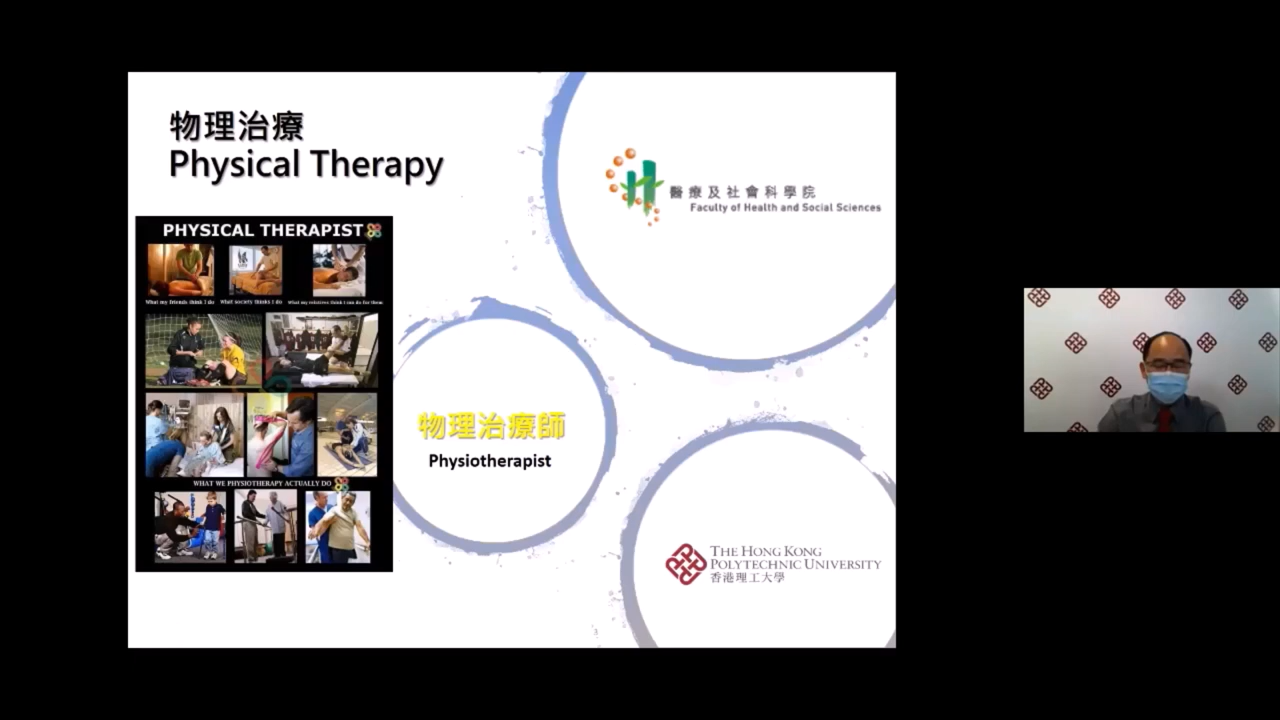 物理治療
Physical Therapy
PHYSICAL THERAPIST
What my friends think I do
What society thinks I do
What my relatives think I can do for them
WHAT WE PHYSIOTHERAPY ACTUALLY DO
物理治療師
Physiotherapist
醫療及社會科學院
Faculty of Health and Social Sciences
THE HONG KONG
POLYTECHNIC UNIVERSITY
香港理工大學
3